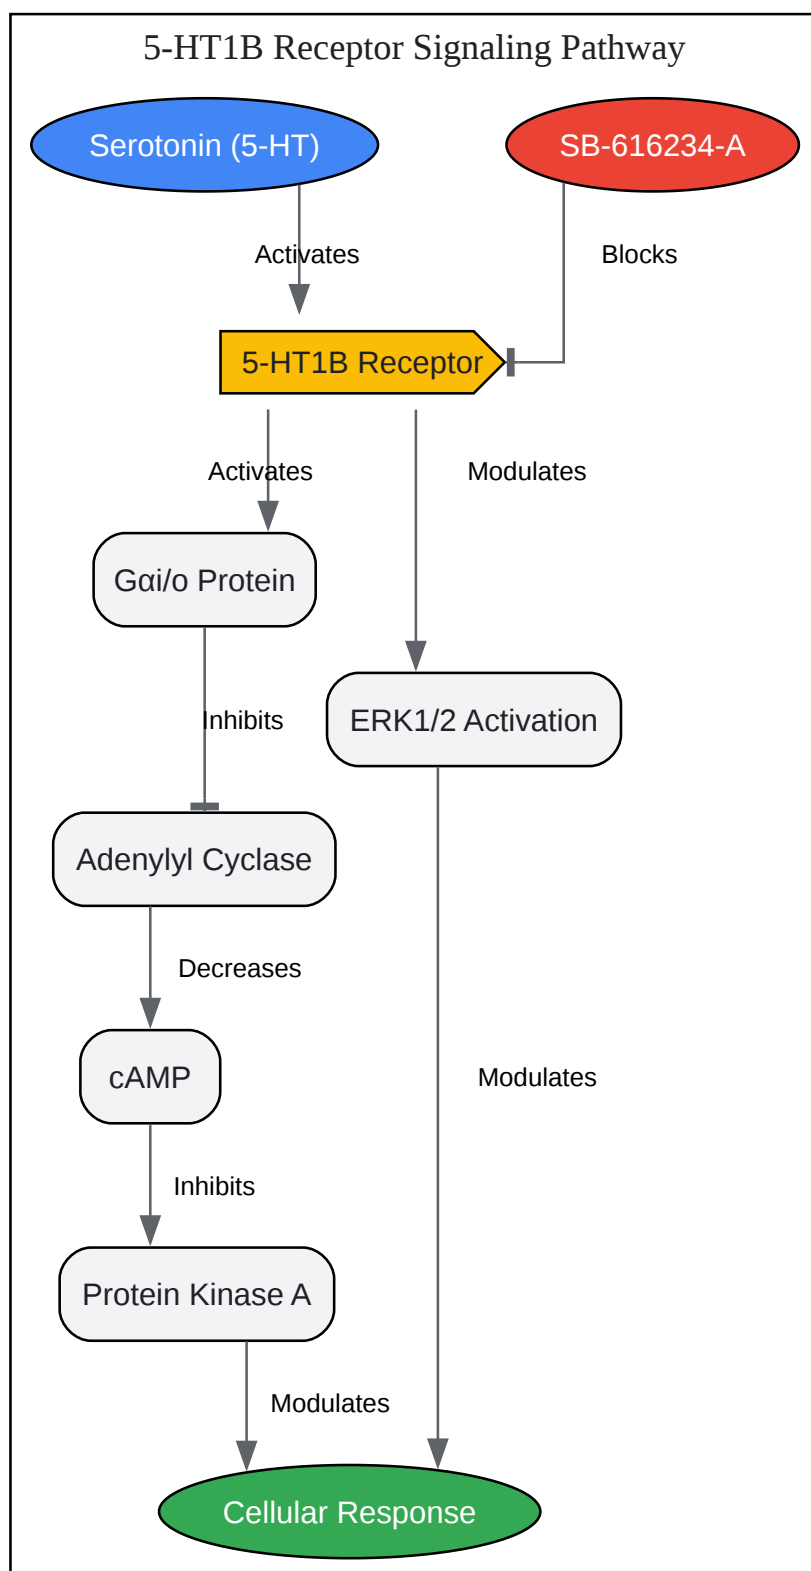 5-HT1B Receptor Signaling Pathway
Serotonin (5-HT)
SB-616234-A
Activates
Blocks
5-HT1B Receptor
Activates
Modulates
Gαi/o Protein
Inhibits
ERK1/2 Activation
Adenylyl Cyclase
Decreases
cAMP
Modulates
Inhibits
Protein Kinase A
Modulates
Cellular Response